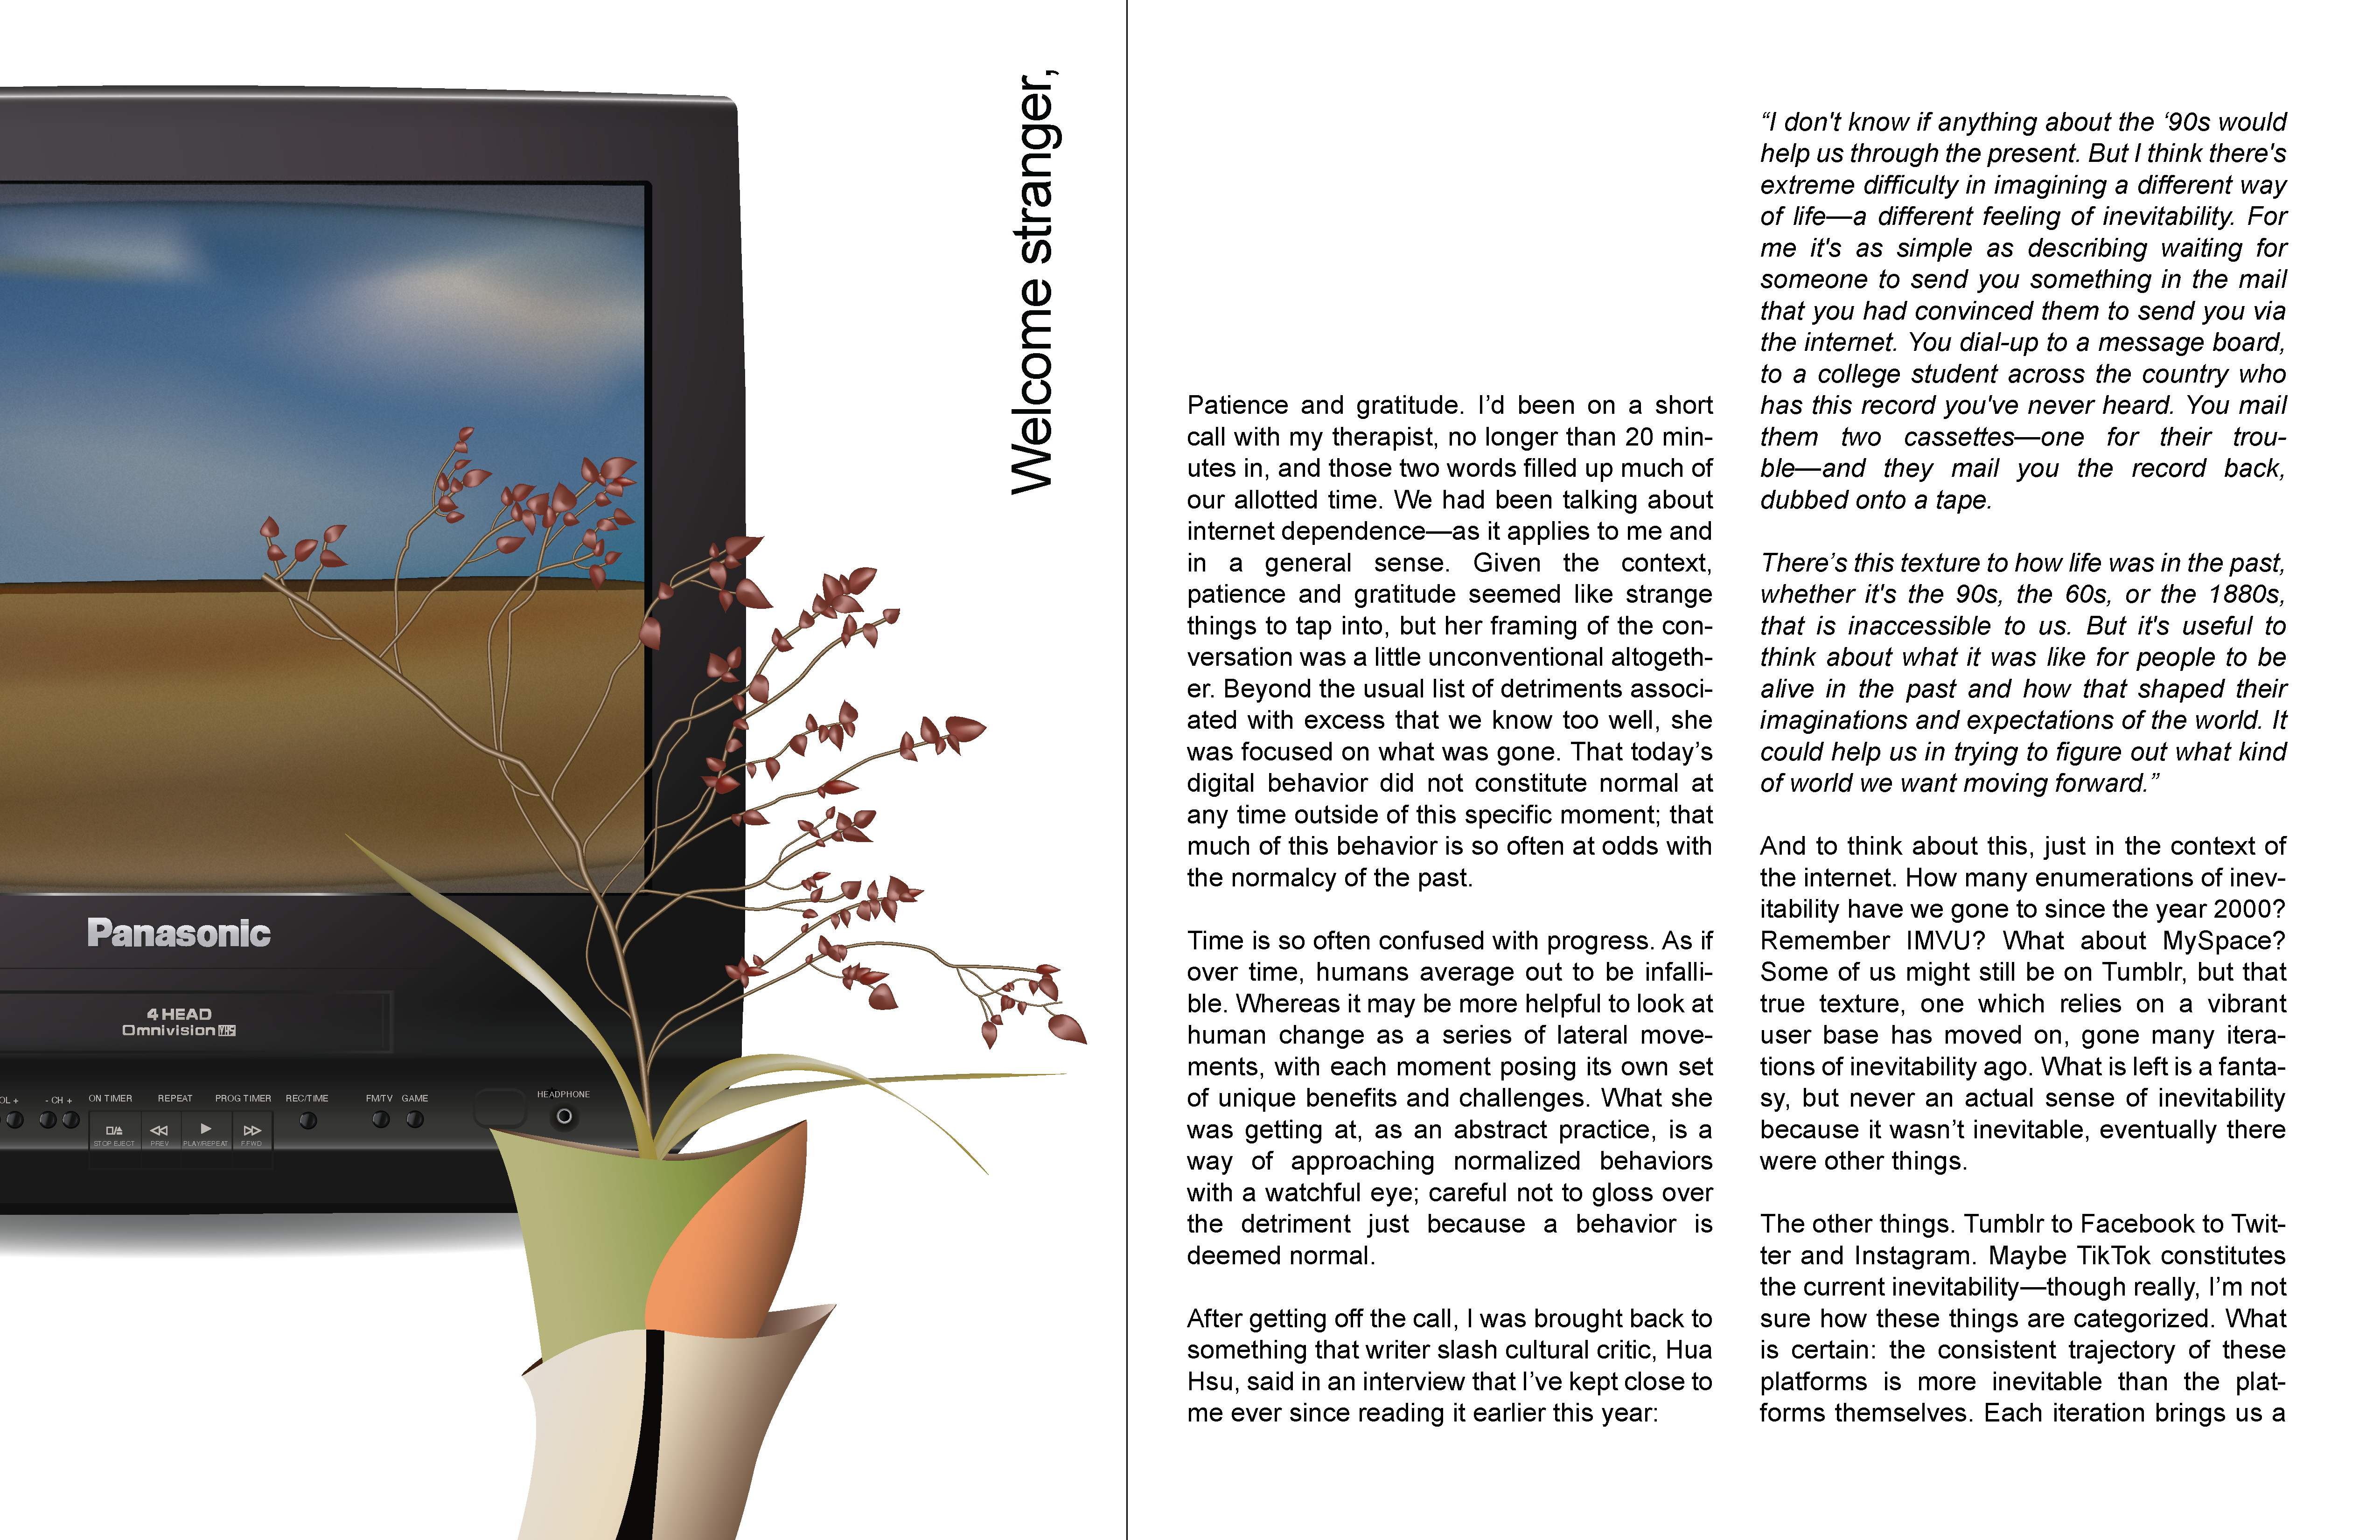 Welcome stranger,
Panasonic
4 HEAD
Omnivision VHS
OL +
- CH +
ON TIMER
REPEAT
PROG TIMER
REC/TIME
FM/TV
GAME
HEADPHONE
STOP EJECT
PREV
PLAY/REPEAT
F.FWD
Patience and gratitude. I’d been on a short
call with my therapist, no longer than 20 min-
utes in, and those two words filled up much of
our allotted time. We had been talking about
internet dependence—as it applies to me and
in a general sense. Given the context,
patience and gratitude seemed like strange
things to tap into, but her framing of the con-
versation was a little unconventional altogeth-
er. Beyond the usual list of detriments associ-
ated with excess that we know too well, she
was focused on what was gone. That today’s
digital behavior did not constitute normal at
any time outside of this specific moment; that
much of this behavior is so often at odds with
the normalcy of the past.
Time is so often confused with progress. As if
over time, humans average out to be infalli-
ble. Whereas it may be more helpful to look at
human change as a series of lateral move-
ments, with each moment posing its own set
of unique benefits and challenges. What she
was getting at, as an abstract practice, is a
way of approaching normalized behaviors
with a watchful eye; careful not to gloss over
the detriment just because a behavior is
deemed normal.
After getting off the call, I was brought back to
something that writer slash cultural critic, Hua
Hsu, said in an interview that I’ve kept close to
me ever since reading it earlier this year:
“I don't know if anything about the ‘90s would
help us through the present. But I think there's
extreme difficulty in imagining a different way
of life—a different feeling of inevitability. For
me it's as simple as describing waiting for
someone to send you something in the mail
that you had convinced them to send you via
the internet. You dial-up to a message board,
to a college student across the country who
has this record you've never heard. You mail
them two cassettes—one for their trou-
ble—and they mail you the record back,
dubbed onto a tape.
There’s this texture to how life was in the past,
whether it's the 90s, the 60s, or the 1880s,
that is inaccessible to us. But it's useful to
think about what it was like for people to be
alive in the past and how that shaped their
imaginations and expectations of the world. It
could help us in trying to figure out what kind
of world we want moving forward.”
And to think about this, just in the context of
the internet. How many enumerations of inev-
itability have we gone to since the year 2000?
Remember IMVU? What about MySpace?
Some of us might still be on Tumblr, but that
true texture, one which relies on a vibrant
user base has moved on, gone many itera-
tions of inevitability ago. What is left is a fanta-
sy, but never an actual sense of inevitability
because it wasn’t inevitable, eventually there
were other things.
The other things. Tumblr to Facebook to Twit-
ter and Instagram. Maybe TikTok constitutes
the current inevitability—though really, I’m not
sure how these things are categorized. What
is certain: the consistent trajectory of these
platforms is more inevitable than the plat-
forms themselves. Each iteration brings us a